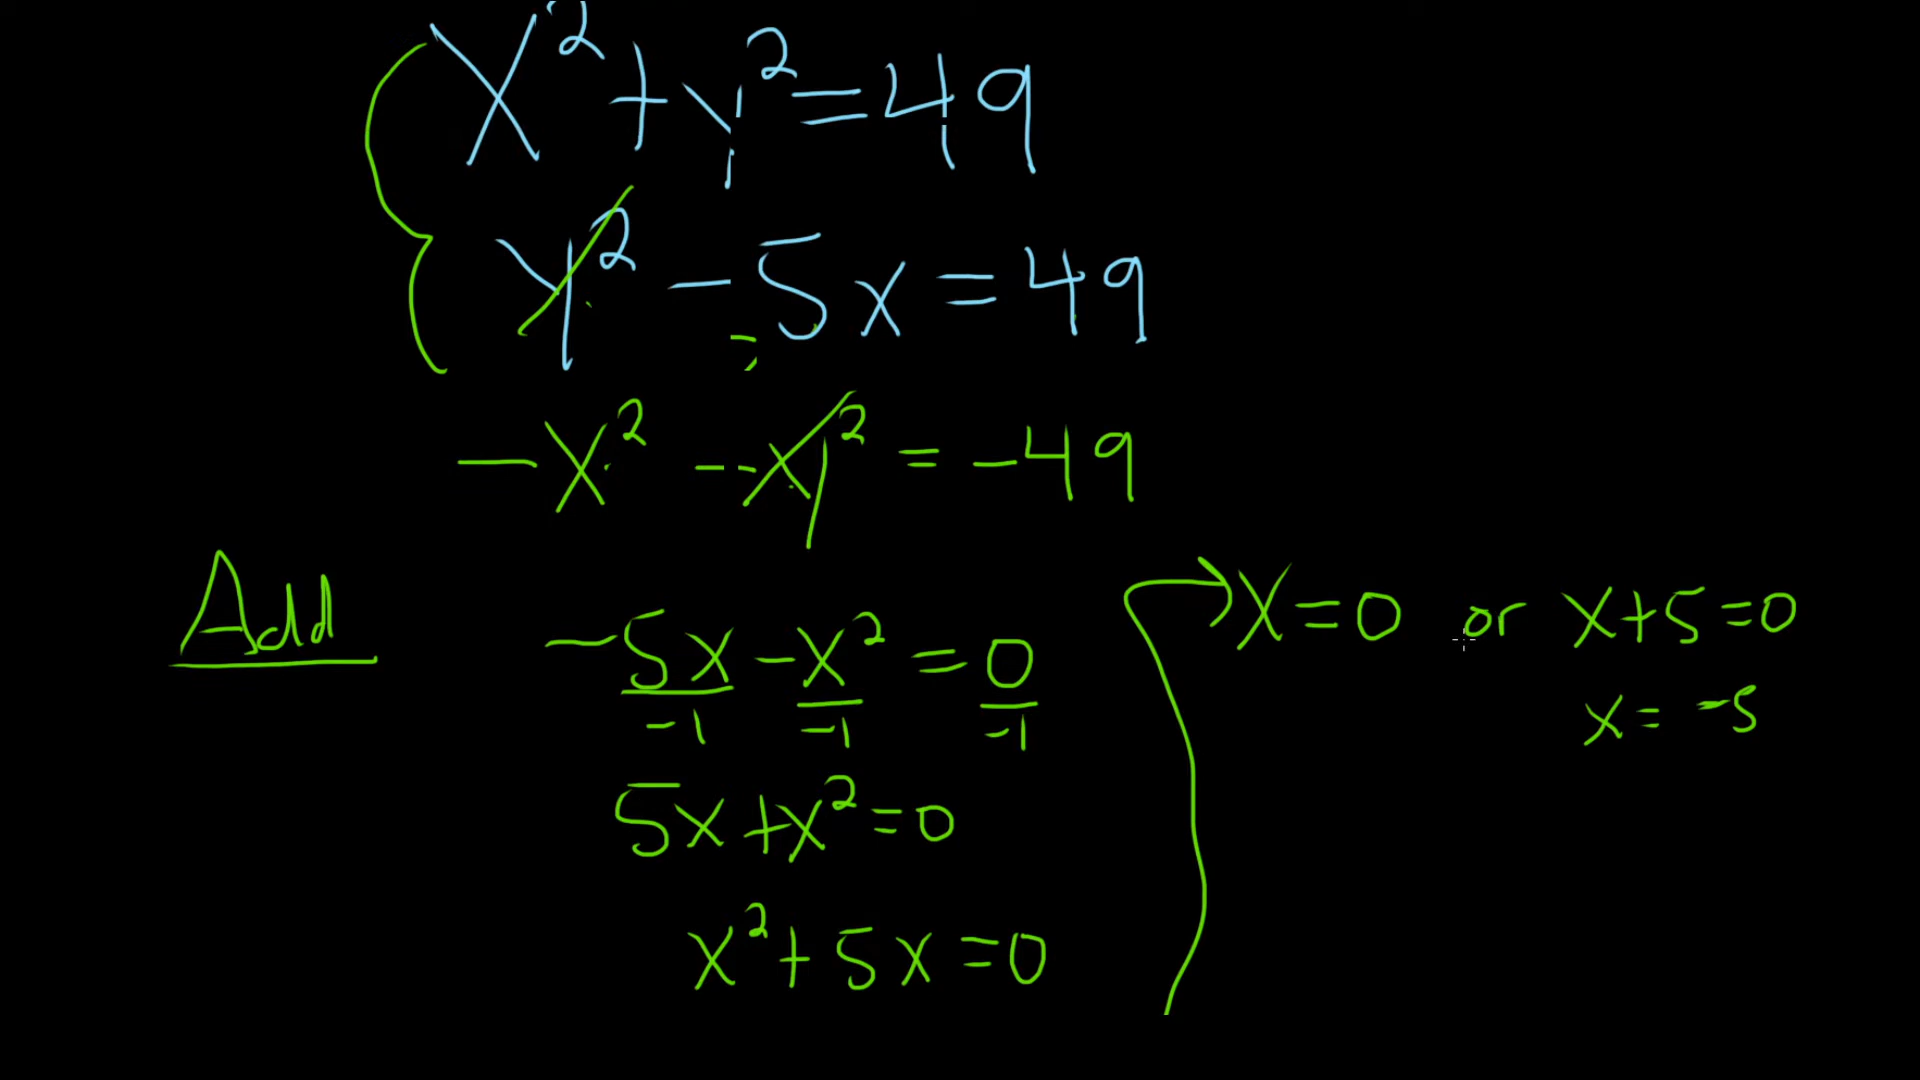 x² + y² = 49
y² - 5x = 49
-x² - y² = -49
Add
-5x - x² = 0
-1 -1 -1
5x + x² = 0
x² + 5x = 0
x = 0 or x + 5 = 0
x = -5